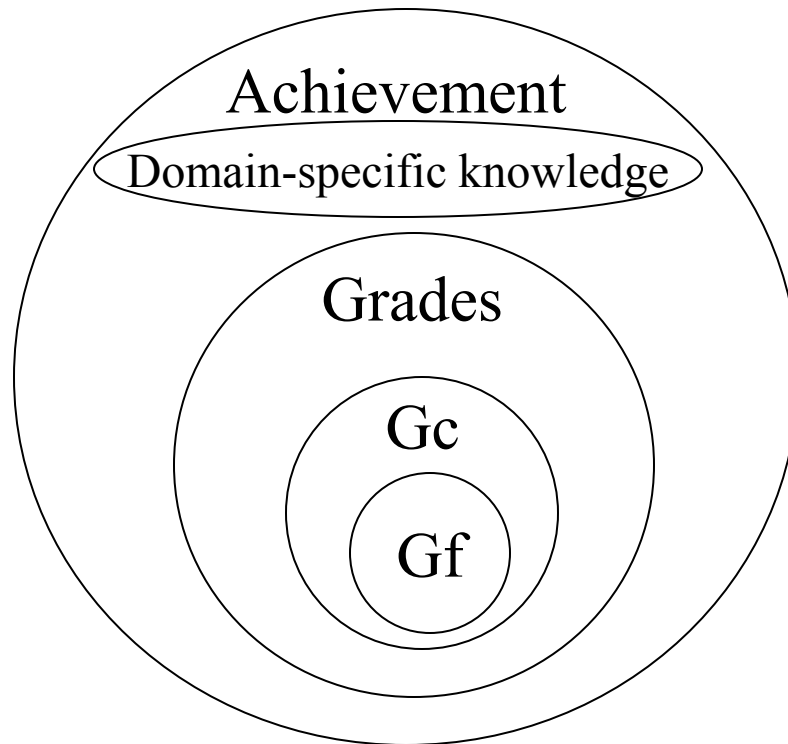 Achievement
Domain-specific knowledge
Grades
Gc
Gf